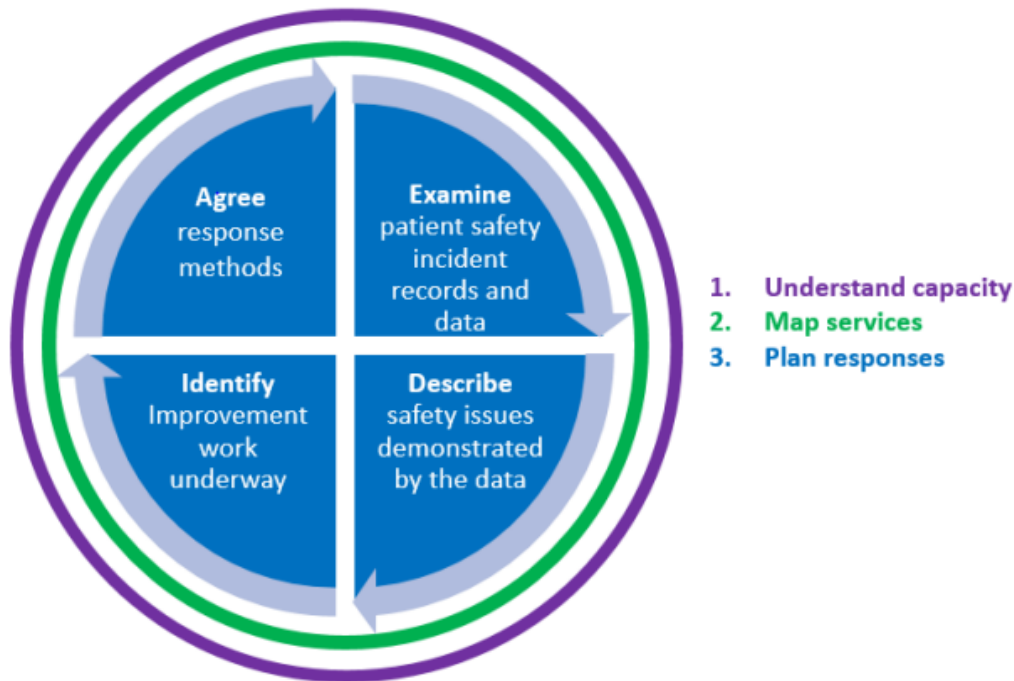 Agree
response
methods
Examine
patient safety
incident
records and
data
Identify
Improvement
work
underway
Describe
safety issues
demonstrated
by the data
1. Understand capacity
2. Map services
3. Plan responses